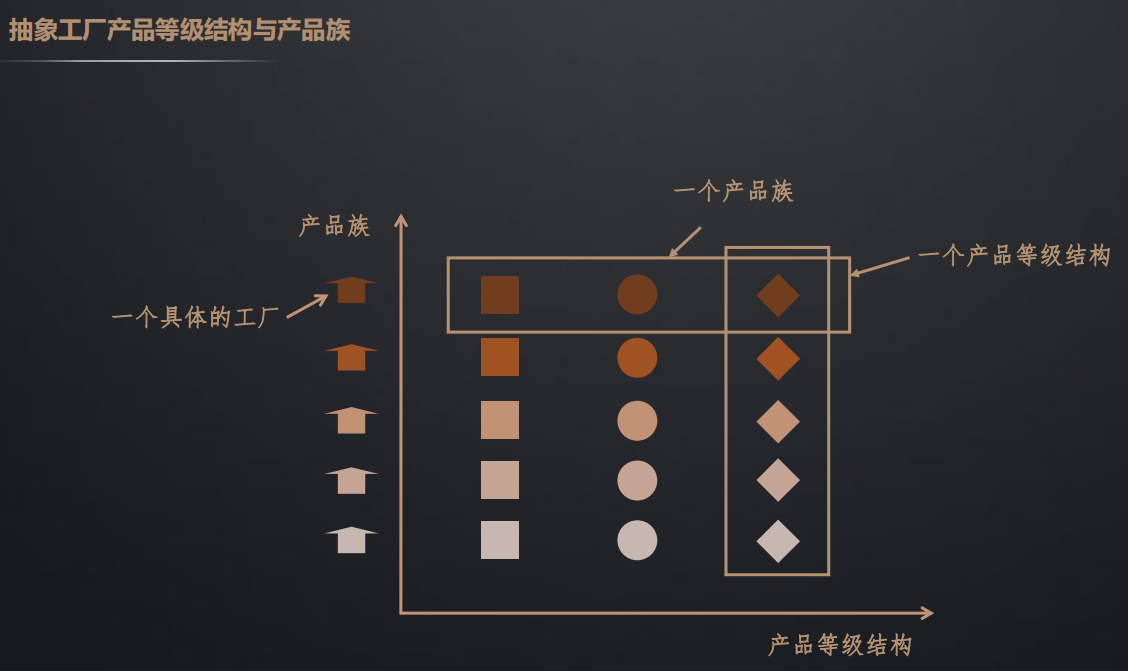 抽象工厂产品等级结构与产品族
一个产品族
产品族
一个产品等级结构
一个具体的工厂
产品等级结构